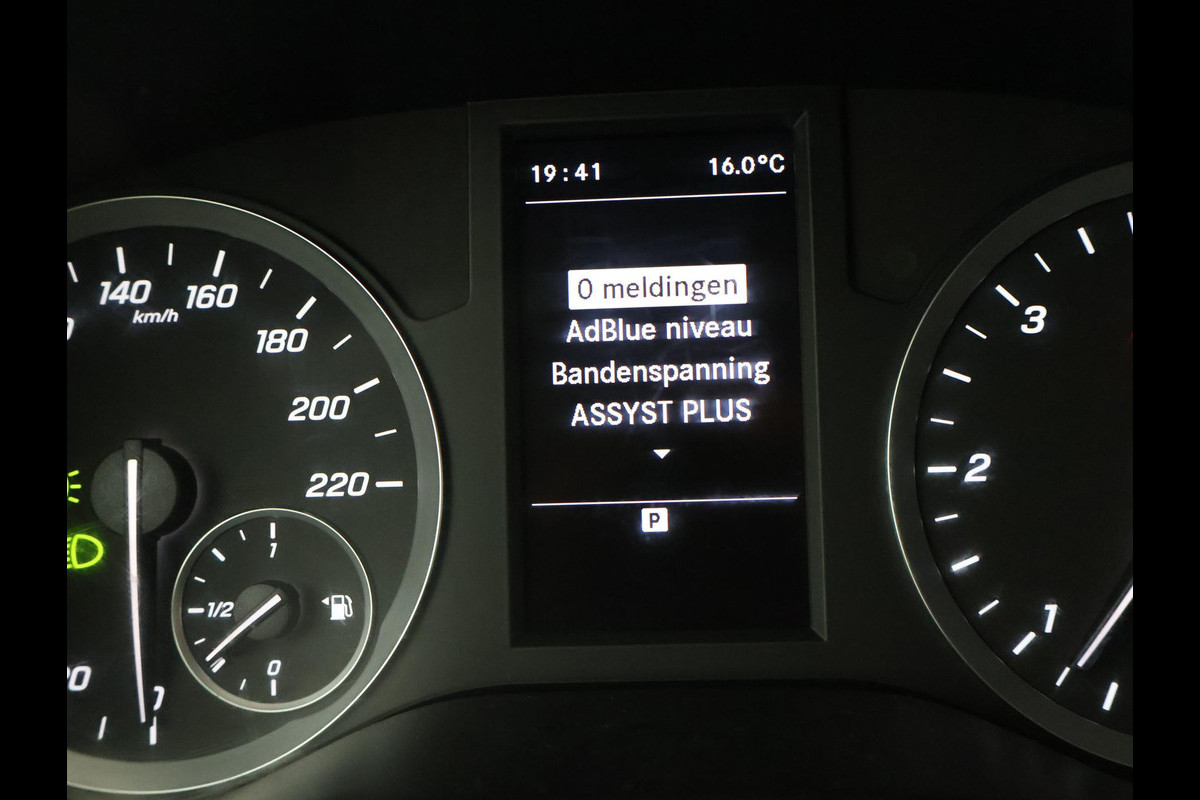 19:41 16.0°C
0 meldingen
AdBlue niveau
Bandenspanning
ASSYST PLUS
P
140
km/h
160
180
200
220
1
1/2
0
3
2
1